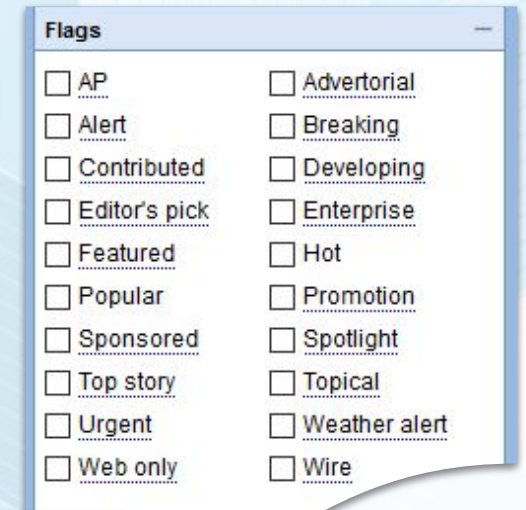 Flags
AP
Advertorial
Alert
Breaking
Contributed
Developing
Editor's pick
Enterprise
Featured
Hot
Popular
Promotion
Sponsored
Spotlight
Top story
Topical
Urgent
Weather alert
Web only
Wire